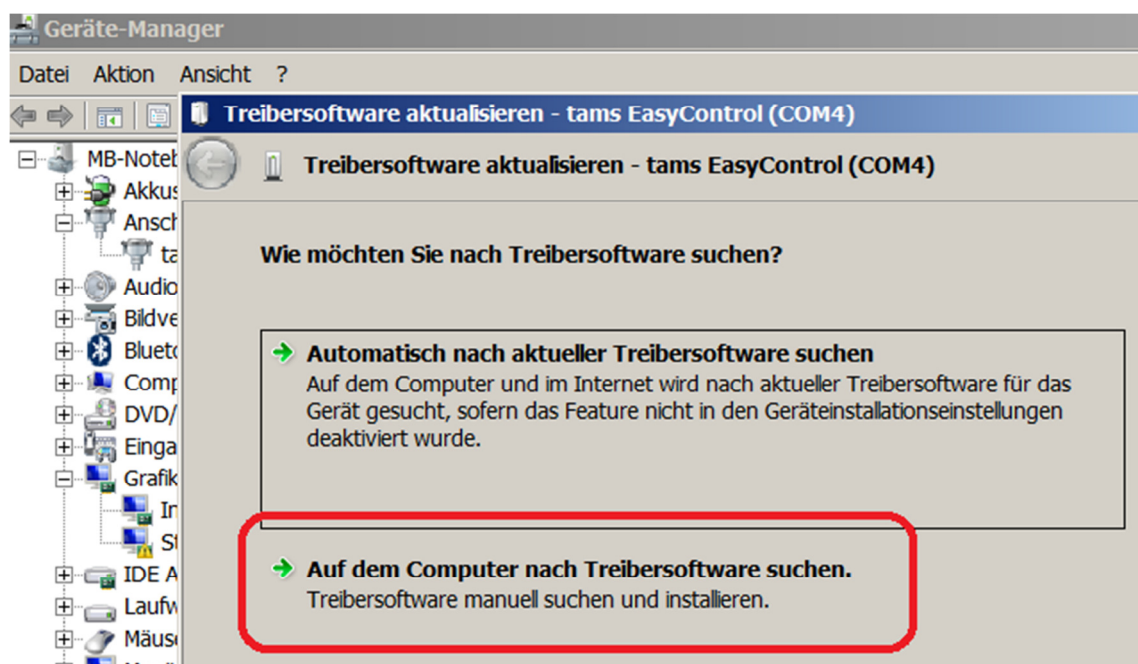 Geräte-Manager
Datei Aktion Ansicht ?
Treibersoftware aktualisieren - tams EasyControl (COM4)
Treibersoftware aktualisieren - tams EasyControl (COM4)
MB-Noteb
Akkus
Ansch
ta
Audio
Bildve
Blueto
Comp
DVD/
Einga
Grafik
In
St
IDE A
Laufw
Mäuse
Wie möchten Sie nach Treibersoftware suchen?
Automatisch nach aktueller Treibersoftware suchen
Auf dem Computer und im Internet wird nach aktueller Treibersoftware für das
Gerät gesucht, sofern das Feature nicht in den Geräteinstallationseinstellungen
deaktiviert wurde.
Auf dem Computer nach Treibersoftware suchen.
Treibersoftware manuell suchen und installieren.